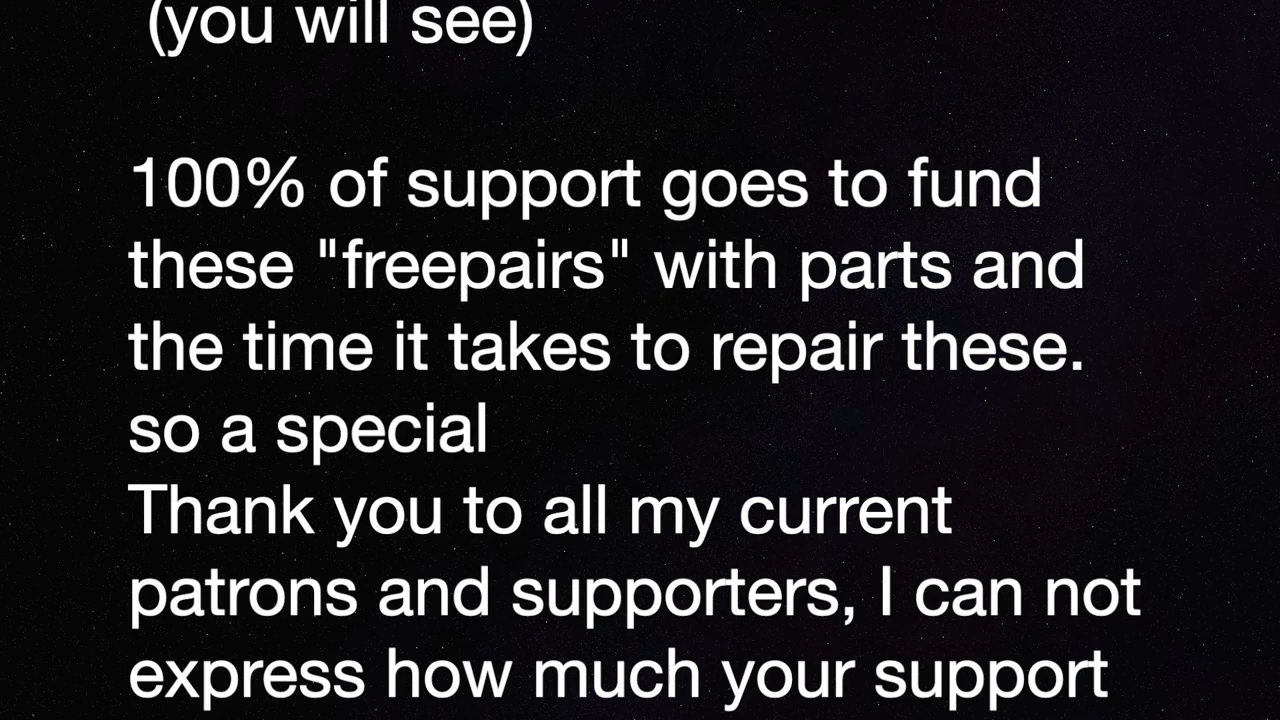 (you will see)
100% of support goes to fund
these "freepairs" with parts and
the time it takes to repair these.
so a special
Thank you to all my current
patrons and supporters, I can not
express how much your support